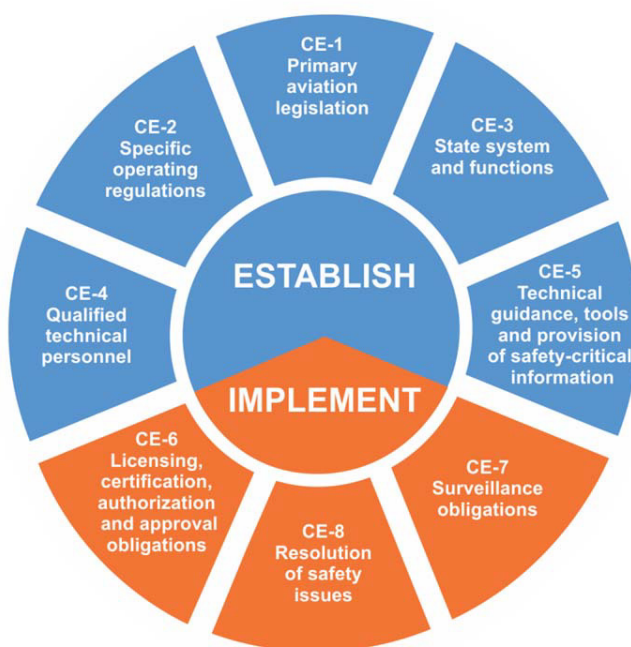 CE-1
Primary
aviation
legislation
CE-2
Specific
operating
regulations
CE-3
State system
and functions
CE-4
Qualified
technical
personnel
ESTABLISH
CE-5
Technical
guidance, tools
and provision
of safety-critical
information
IMPLEMENT
CE-6
Licensing,
certification,
authorization
and approval
obligations
CE-7
Surveillance
obligations
CE-8
Resolution
of safety
issues